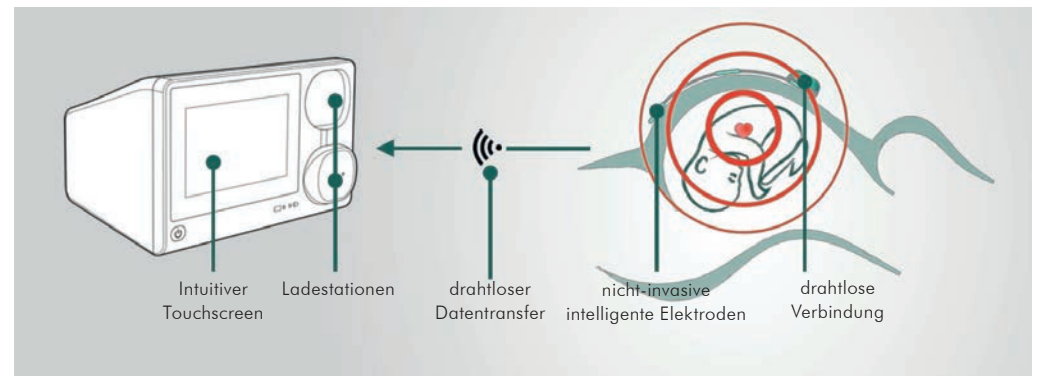 Intuitiver
Touchscreen
Ladestationen
drahtloser
Datentransfer
nicht-invasive
intelligente Elektroden
drahtlose
Verbindung